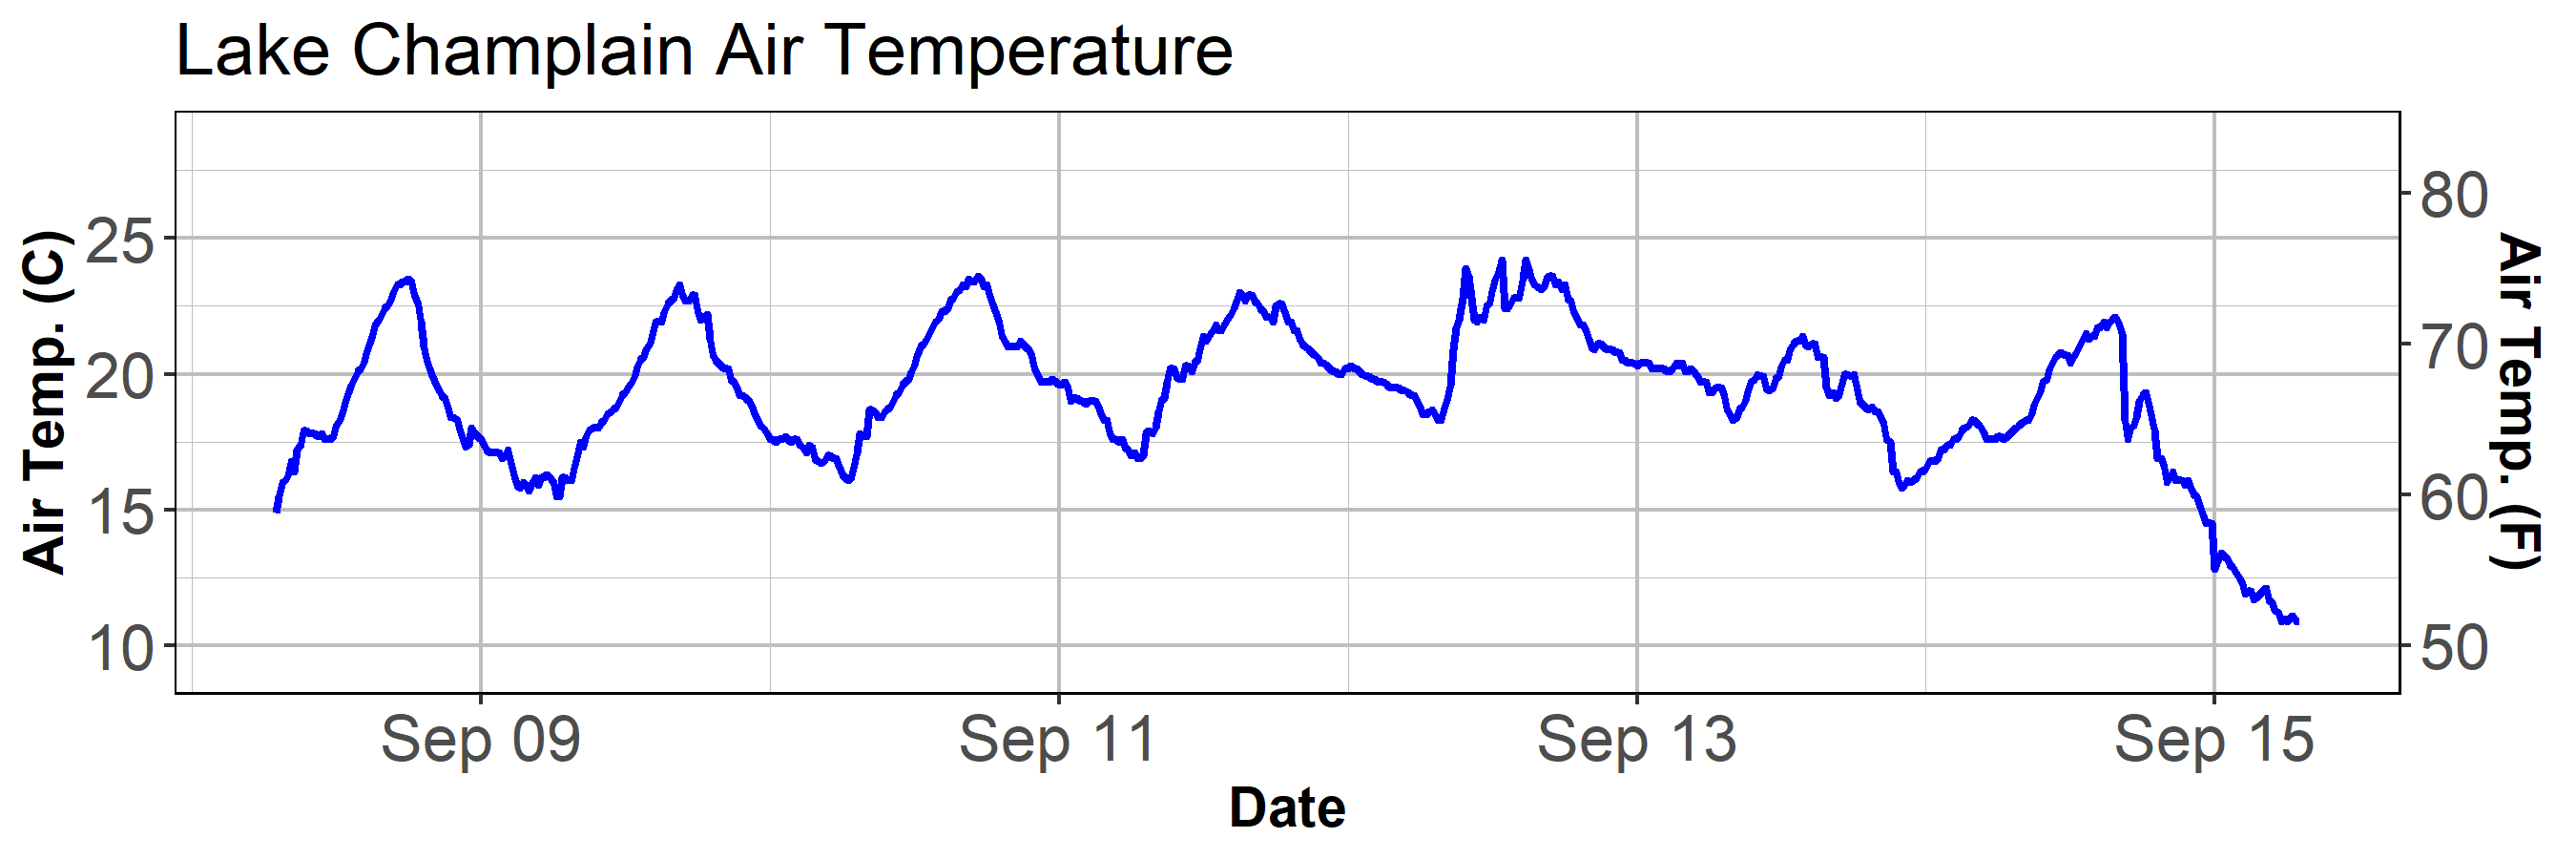 Lake Champlain Air Temperature
Air Temp. (C)
25
20
15
10
80
70
60
50
Air Temp. (F)
Sep 09
Sep 11
Sep 13
Sep 15
Date